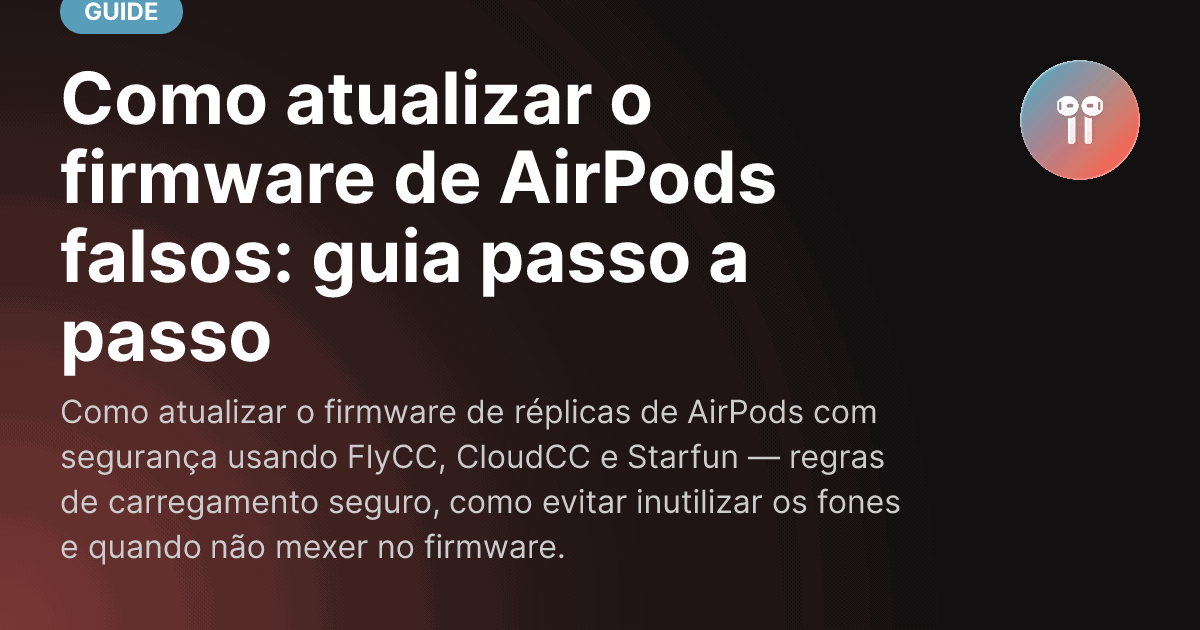 GUIDE
Como atualizar o
firmware de AirPods
falsos: guia passo a
passo
Como atualizar o firmware de réplicas de AirPods com
segurança usando FlyCC, CloudCC e Starfun — regras
de carregamento seguro, como evitar inutilizar os fones
e quando não mexer no firmware.